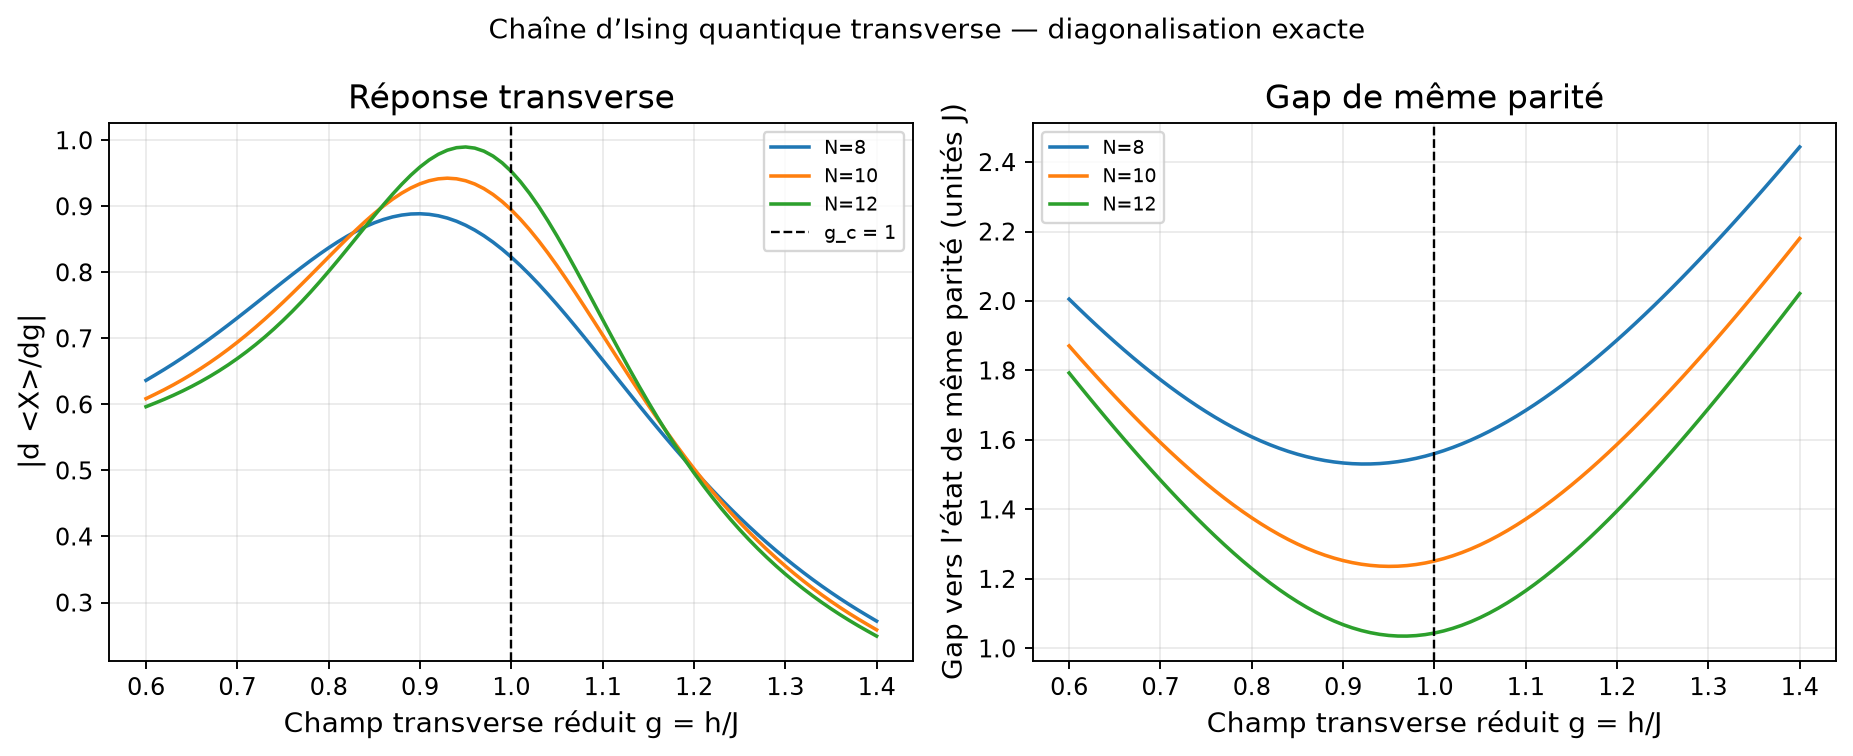 Chaîne d’Ising quantique transverse — diagonalisation exacte
Réponse transverse
|d <X>/dg|
1.0
0.9
0.8
0.7
0.6
0.5
0.4
0.3
N=8
N=10
N=12
g_c = 1
0.6 0.7 0.8 0.9 1.0 1.1 1.2 1.3 1.4
Champ transverse réduit g = h/J
Gap de même parité
Gap vers l’état de même parité (unités J)
2.4
2.2
2.0
1.8
1.6
1.4
1.2
1.0
N=8
N=10
N=12
0.6 0.7 0.8 0.9 1.0 1.1 1.2 1.3 1.4
Champ transverse réduit g = h/J